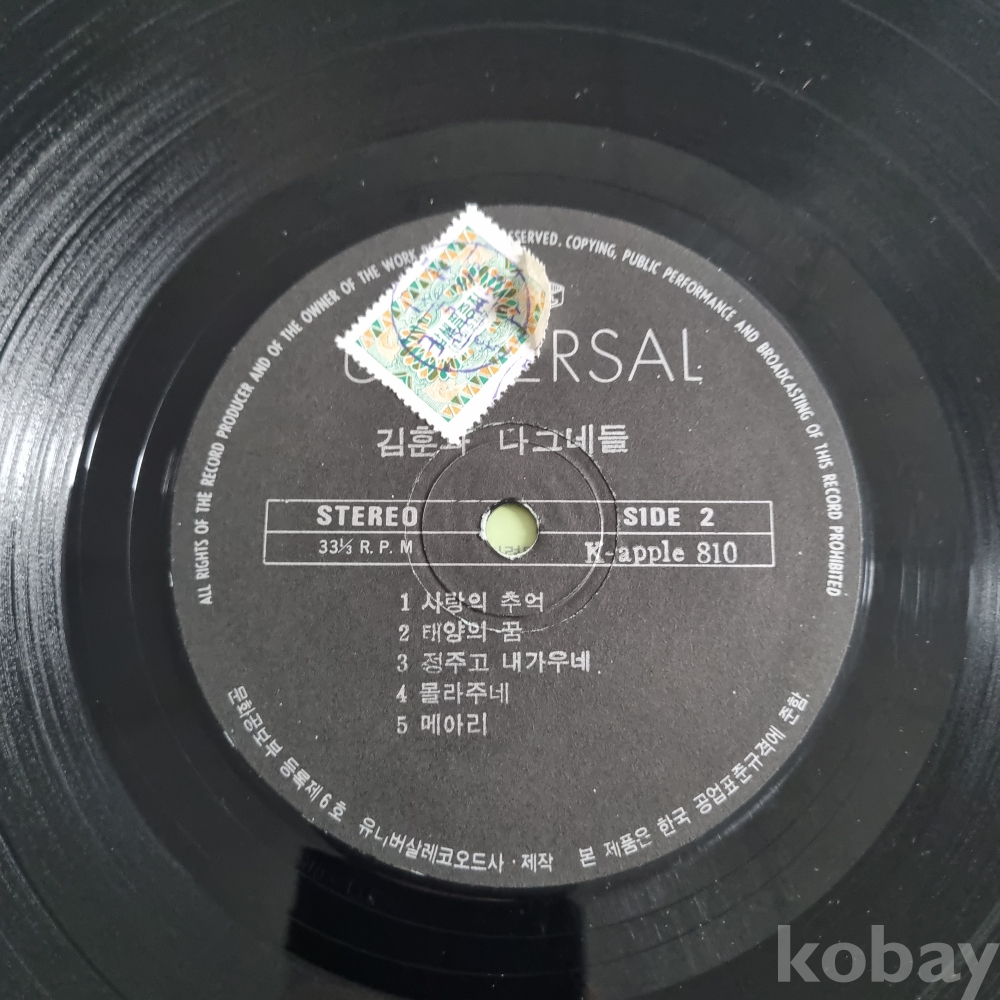 ALL RIGHTS OF THE RECORD PRODUCER AND OF THE OWNER OF THE WORK SERVED. COPYING, PUBLIC PERFORMANCE AND BROADCASTING OF THIS RECORD PROHIBITED
ERSAL
김훈과 나그네들
STEREO SIDE 2
33⅓ R.P.M K-apple 810
1 사랑의 추억
2 태양의 꿈
3 정주고 내가우네
4 몰라주네
5 메아리
문화공보부 등록제6호 유니버살레코오드사·제작 본 제품은 한국 공업표준규격에 준함.
kobay